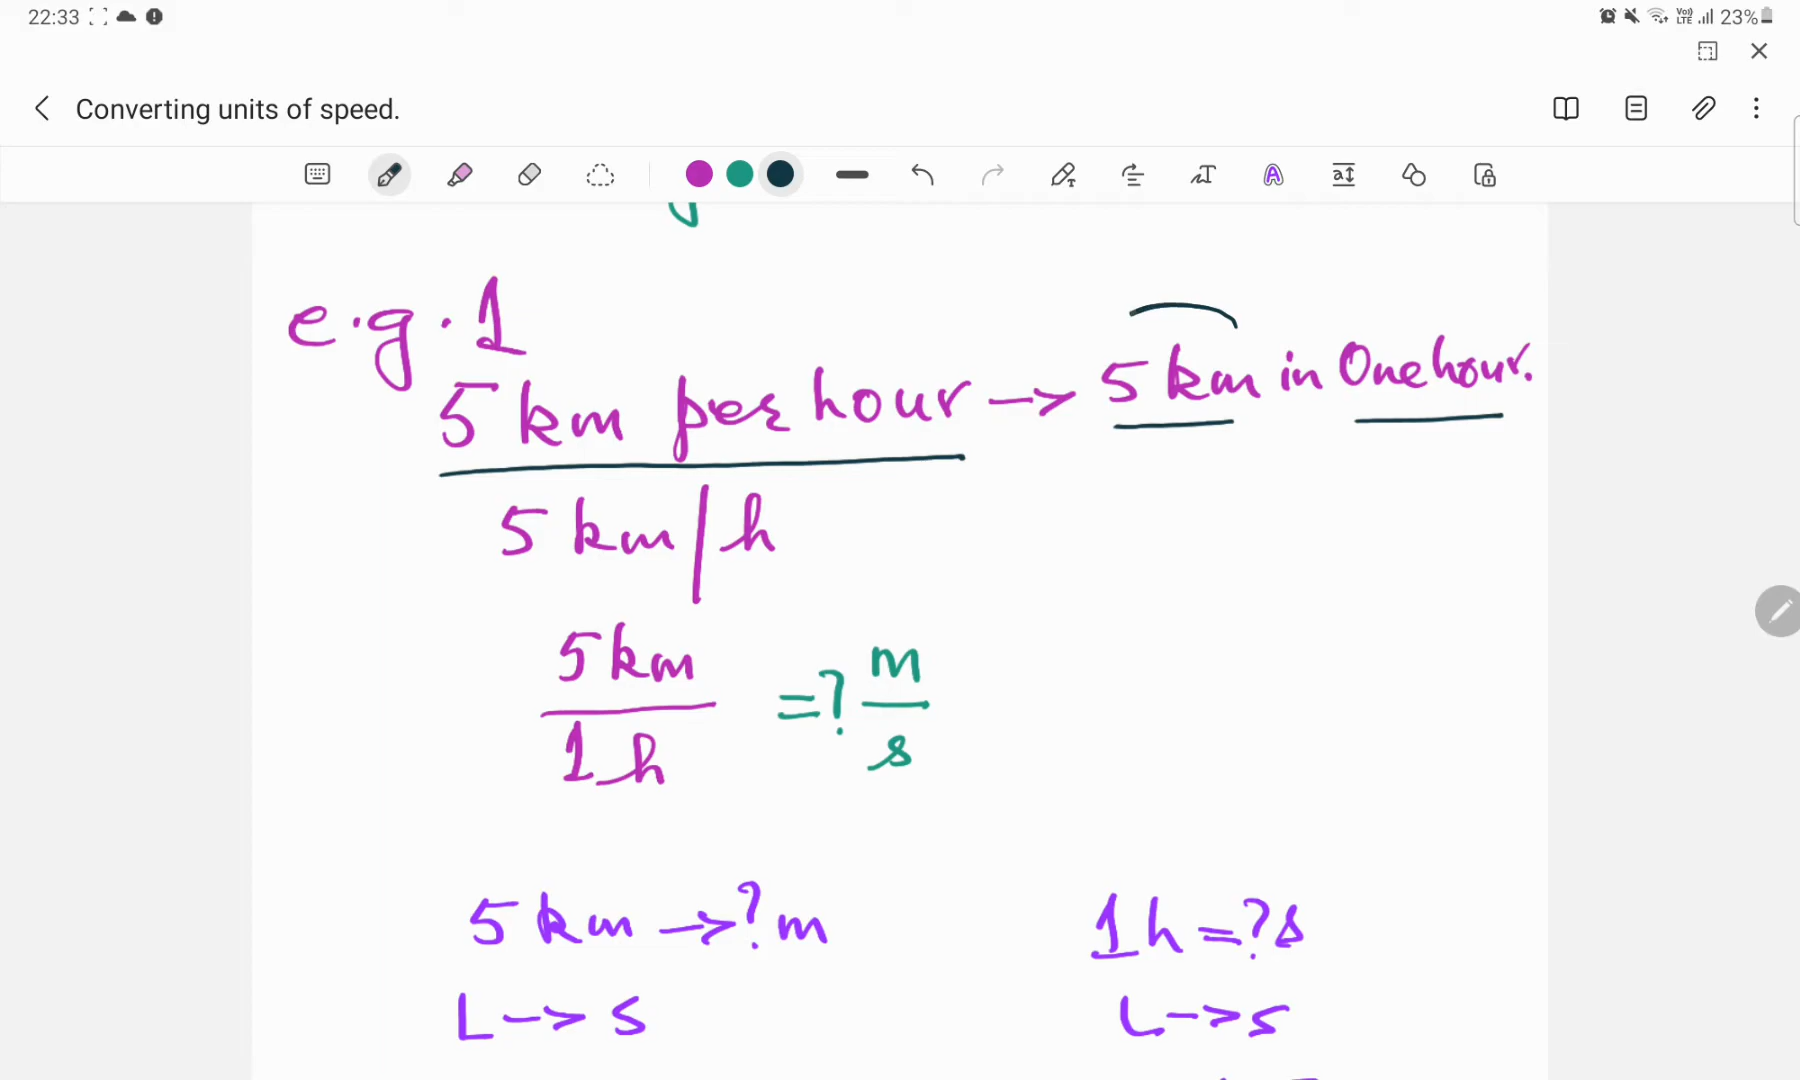 22:33
23%
Converting units of speed.
e.g.1
5 km per hour -> 5 km in One hour.
5 km/h
5 km
1 h
=? m
s
5 km -> ? m
1 h = ? s
L -> S
L -> S